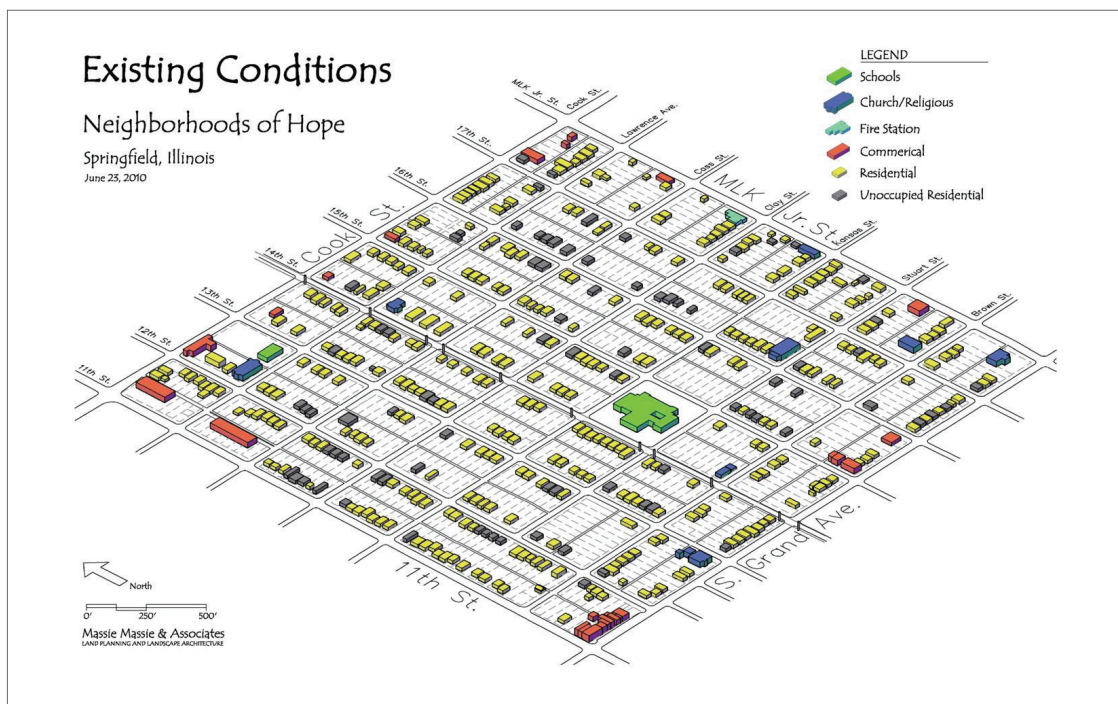 Existing Conditions
Neighborhoods of Hope
Springfield, Illinois
June 23, 2010
LEGEND
Schools
Church/Religious
Fire Station
Commerical
Residential
Unoccupied Residential
MLK Jr. St.
Cook St.
Lawrence Ave.
Cass St.
MLK Jr. St.
Clay St.
Kansas St.
Stuart St.
Brown St.
17th St.
16th St.
15th St.
14th St.
13th St.
12th St.
11th St.
Cook St.
11th St.
S. Grand Ave.
North
0' 250' 500'
Massie Massie & Associates
LAND PLANNING AND LANDSCAPE ARCHITECTURE